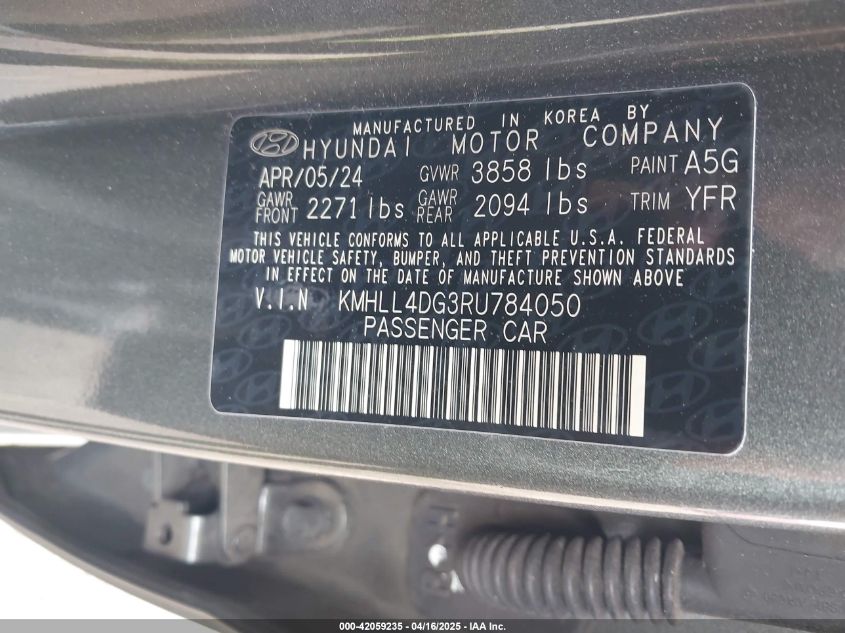 MANUFACTURED IN KOREA BY
HYUNDAI MOTOR COMPANY
APR/05/24 GVWR 3858 lbs PAINT A5G
GAWR FRONT 2271 lbs GAWR REAR 2094 lbs TRIM YFR
THIS VEHICLE CONFORMS TO ALL APPLICABLE U.S.A. FEDERAL
MOTOR VEHICLE SAFETY, BUMPER, AND THEFT PREVENTION STANDARDS
IN EFFECT ON THE DATE OF MANUFACTURE SHOWN ABOVE
V.I.N KMHLL4DG3RU784050
PASSENGER CAR
000-42059235 - 04/16/2025 - IAA Inc.